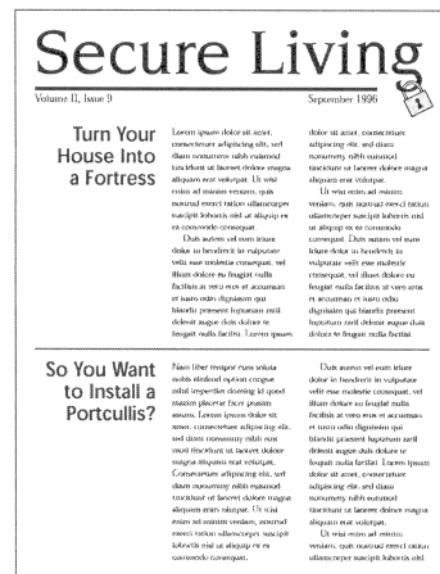 Secure Living
Volume II, Issue 9
September 1996
Turn Your
House Into
a Fortress
Lorem ipsum dolor sit amet,
consectetuer adipiscing elit, sed
diam nonummy nibh euismod
tincidunt ut laoreet dolore magna
aliquam erat volutpat. Ut wisi
enim ad minim veniam, quis
nostrud exerci tation ullamcorper
suscipit lobortis nisl ut aliquip ex
ea commodo consequat.
Duis autem vel eum iriure
dolor in hendrerit in vulputate
velit esse molestie consequat, vel
illum dolore eu feugiat nulla
facilisis at vero eros et accumsan
et iusto odio dignissim qui
blandit praesent luptatum zzril
delenit augue duis dolore te
feugait nulla facilisi. Lorem ipsum
dolor sit amet, consectetuer
adipiscing elit, sed diam
nonummy nibh euismod
tincidunt ut laoreet dolore magna
aliquam erat volutpat.
Ut wisi enim ad minim
veniam, quis nostrud exerci tation
ullamcorper suscipit lobortis nisl
ut aliquip ex ea commodo
consequat. Duis autem vel eum
iriure dolor in hendrerit in
vulputate velit esse molestie
consequat, vel illum dolore eu
feugiat nulla facilisis at vero eros
et accumsan et iusto odio
dignissim qui blandit praesent
luptatum zzril delenit augue duis
dolore te feugait nulla facilisi.
So You Want
to Install a
Portcullis?
Nam liber tempor cum soluta
nobis eleifend option congue
nihil imperdiet doming id quod
mazim placerat facer possim
assum. Lorem ipsum dolor sit
amet, consectetuer adipiscing elit,
sed diam nonummy nibh euis
mod tincidunt ut laoreet dolore
magna aliquam erat volutpat.
Consectetuer adipiscing elit, sed
diam nonummy nibh euismod
tincidunt ut laoreet dolore magna
aliquam erat volutpat. Ut wisi
enim ad minim veniam, nostrud
exerci tation ullamcorper suscipit
lobortis nisl ut aliquip ex ea
commodo consequat.
Duis autem vel eum iriure
dolor in hendrerit in vulputate
velit esse molestie consequat, vel
illum dolore eu feugiat nulla
facilisis at vero eros et accumsan
et iusto odio dignissim qui
blandit praesent luptatum zzril
delenit augue duis dolore te
feugait nulla facilisi. Lorem ipsum
dolor sit amet, consectetuer
adipiscing elit, sed diam
nonummy nibh euismod
tincidunt ut laoreet dolore magna
aliquam erat volutpat.
Ut wisi enim ad minim
veniam, quis nostrud exerci tation
ullamcorper suscipit lobortis nisl